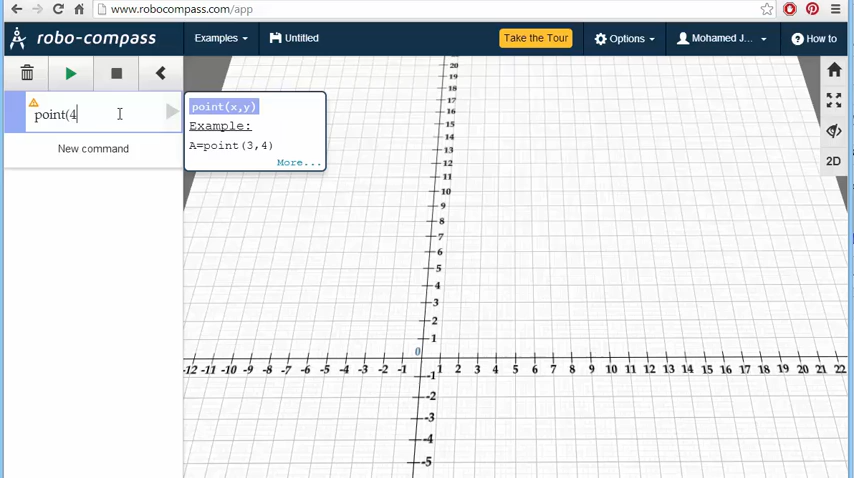 www.robocompass.com/app
robo-compass
Examples
Untitled
Take the Tour
Options
Mohamed J...
How to
point(4
point(x,y)
Example:
A=point(3,4)
More...
New command
2D
20
19
18
17
16
15
14
13
12
11
10
9
8
7
6
5
4
3
2
1
0
-12 -11 -10 -9 -8 -7 -6 -5 -4 -3 -2 -1 1 2 3 4 5 6 7 8 9 10 11 12 13 14 15 16 17 18 19 20 21 22
-1
-2
-3
-4
-5